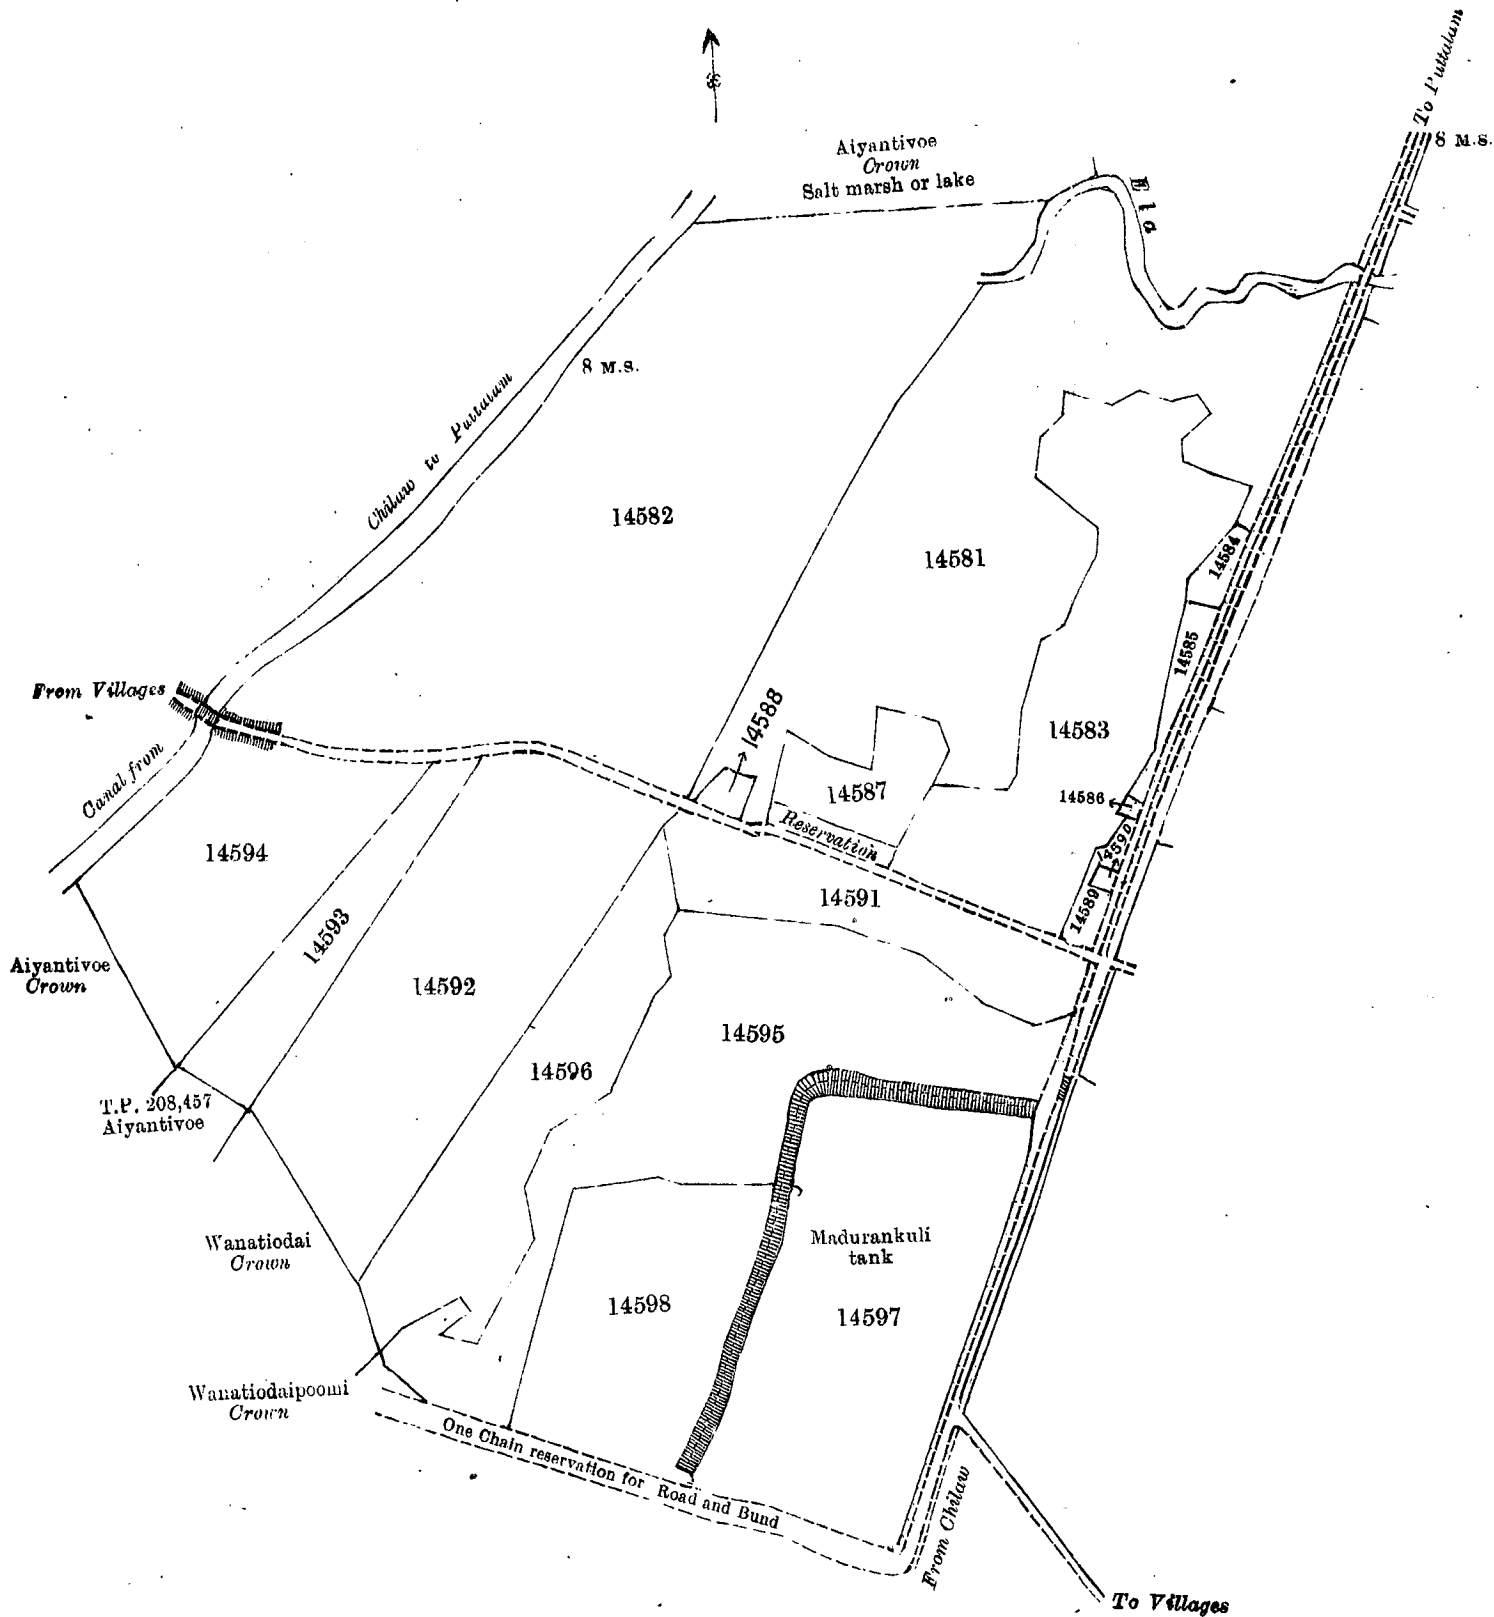 To Puttalam
8 M.S.
Aiyantivoe
Crown
Salt marsh or lake
Ela
8 M.S.
Chilaw to Puttalam
14582
14581
14584
14585
From Villages
14588
14583
14587
14586
Canal from
Reservation
14590
14594
14591
14589
14593
Aiyantivoe
Crown
14592
14595
14596
T.P. 208,457
Aiyantivoe
Wanatiodai
Crown
Madurankuli
tank
14598
14597
Wanatiodaipoomi
Crown
One Chain reservation for Road and Bund
From Chilaw
To Villages